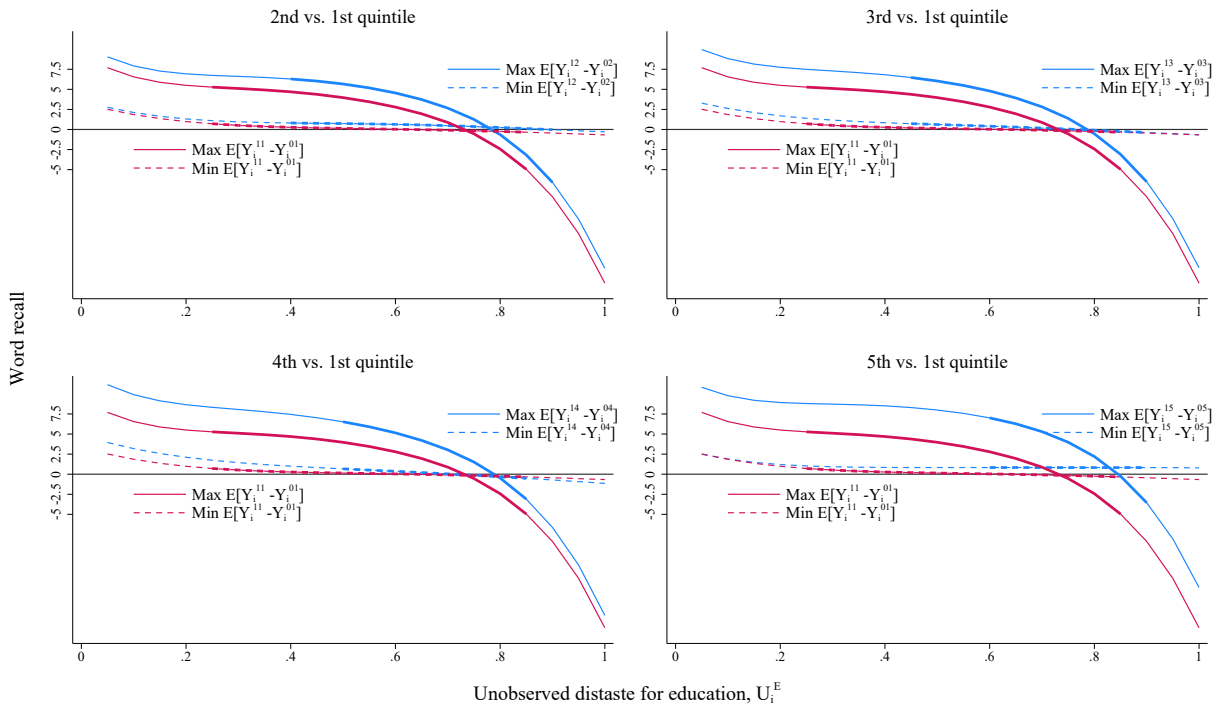 2nd vs. 1st quintile
7.5
5
2.5
0
-2.5
-5
Max E[Y_i^12 -Y_i^02]
Min E[Y_i^12 -Y_i^02]
Max E[Y_i^11 -Y_i^01]
Min E[Y_i^11 -Y_i^01]
0 .2 .4 .6 .8 1
3rd vs. 1st quintile
7.5
5
2.5
0
-2.5
-5
Max E[Y_i^13 -Y_i^03]
Min E[Y_i^13 -Y_i^03]
Max E[Y_i^11 -Y_i^01]
Min E[Y_i^11 -Y_i^01]
0 .2 .4 .6 .8 1
Word recall
4th vs. 1st quintile
7.5
5
2.5
0
-2.5
-5
Max E[Y_i^14 -Y_i^04]
Min E[Y_i^14 -Y_i^04]
Max E[Y_i^11 -Y_i^01]
Min E[Y_i^11 -Y_i^01]
0 .2 .4 .6 .8 1
5th vs. 1st quintile
7.5
5
2.5
0
-2.5
-5
Max E[Y_i^15 -Y_i^05]
Min E[Y_i^15 -Y_i^05]
Max E[Y_i^11 -Y_i^01]
Min E[Y_i^11 -Y_i^01]
0 .2 .4 .6 .8 1
Unobserved distaste for education, U_i^E